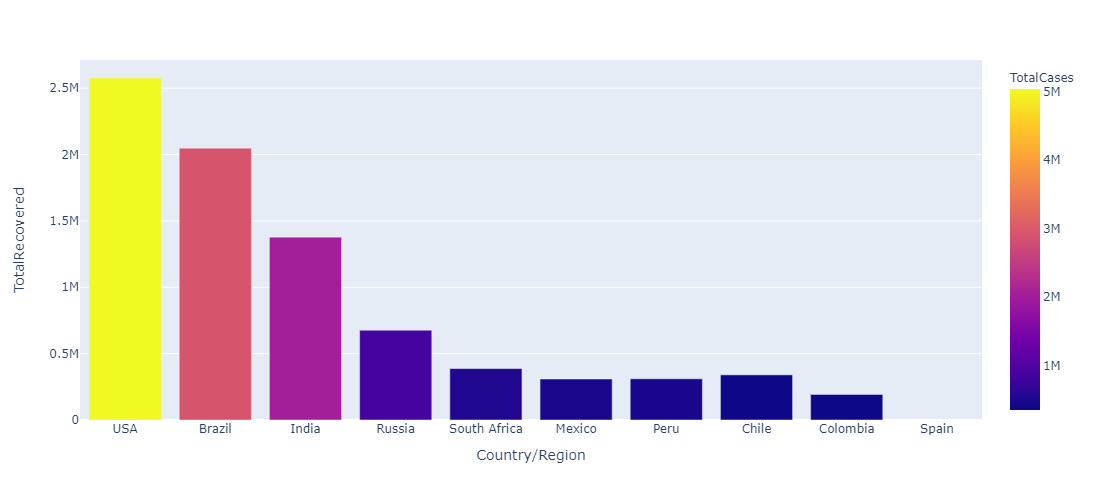 TotalCases
5M
4M
3M
2M
1M
TotalRecovered
2.5M
2M
1.5M
1M
0.5M
0
USA Brazil India Russia South Africa Mexico Peru Chile Colombia Spain
Country/Region